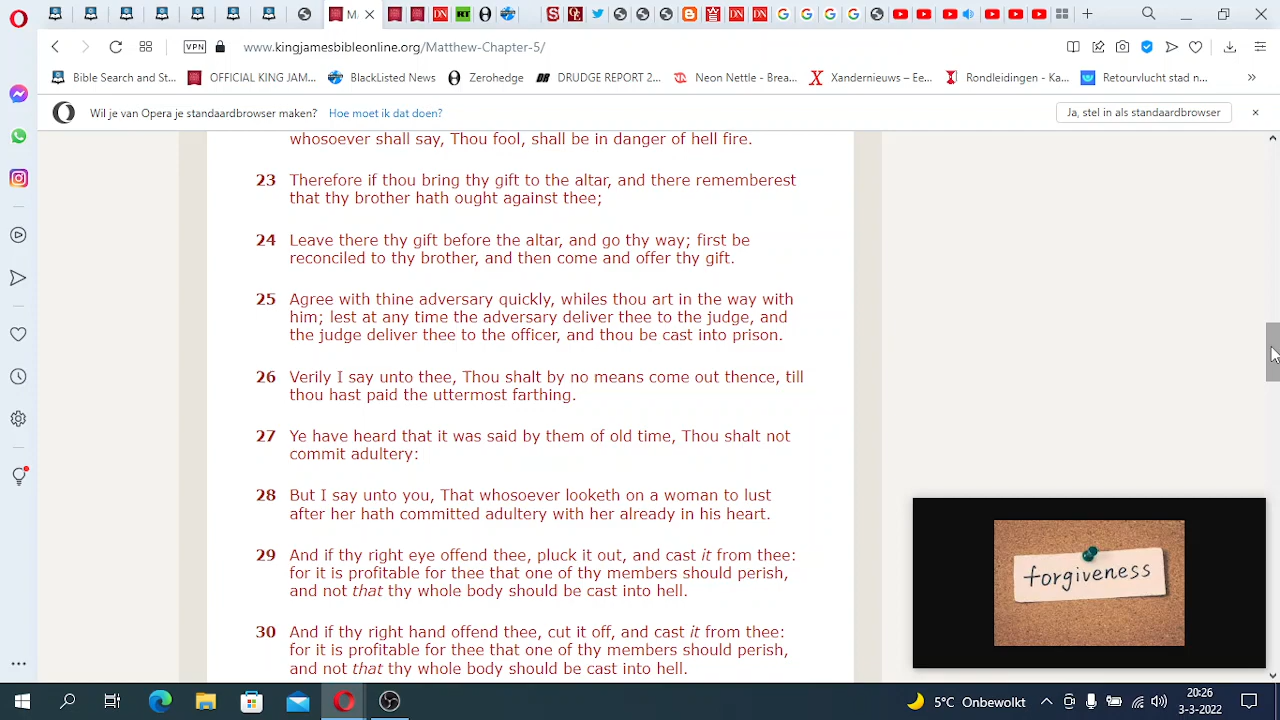 M
DN
RT
S
DN
DN
G
G
G
G
VPN
www.kingjamesbibleonline.org/Matthew-Chapter-5/
Bible Search and St...
OFFICIAL KING JAM...
BlackListed News
Zerohedge
DRUDGE REPORT 2...
Neon Nettle - Brea...
Xandernieuws – Ee...
Rondleidingen - Ka...
Retourvlucht stad n...
»
Wil je van Opera je standaardbrowser maken? Hoe moet ik dat doen?
Ja, stel in als standaardbrowser
whosoever shall say, Thou fool, shall be in danger of hell fire.
23 Therefore if thou bring thy gift to the altar, and there rememberest
that thy brother hath ought against thee;
24 Leave there thy gift before the altar, and go thy way; first be
reconciled to thy brother, and then come and offer thy gift.
25 Agree with thine adversary quickly, whiles thou art in the way with
him; lest at any time the adversary deliver thee to the judge, and
the judge deliver thee to the officer, and thou be cast into prison.
26 Verily I say unto thee, Thou shalt by no means come out thence, till
thou hast paid the uttermost farthing.
27 Ye have heard that it was said by them of old time, Thou shalt not
commit adultery:
28 But I say unto you, That whosoever looketh on a woman to lust
after her hath committed adultery with her already in his heart.
29 And if thy right eye offend thee, pluck it out, and cast it from thee:
for it is profitable for thee that one of thy members should perish,
and not that thy whole body should be cast into hell.
30 And if thy right hand offend thee, cut it off, and cast it from thee:
for it is profitable for thee that one of thy members should perish,
and not that thy whole body should be cast into hell.
forgiveness
5°C Onbewolkt
20:26
3-3-2022